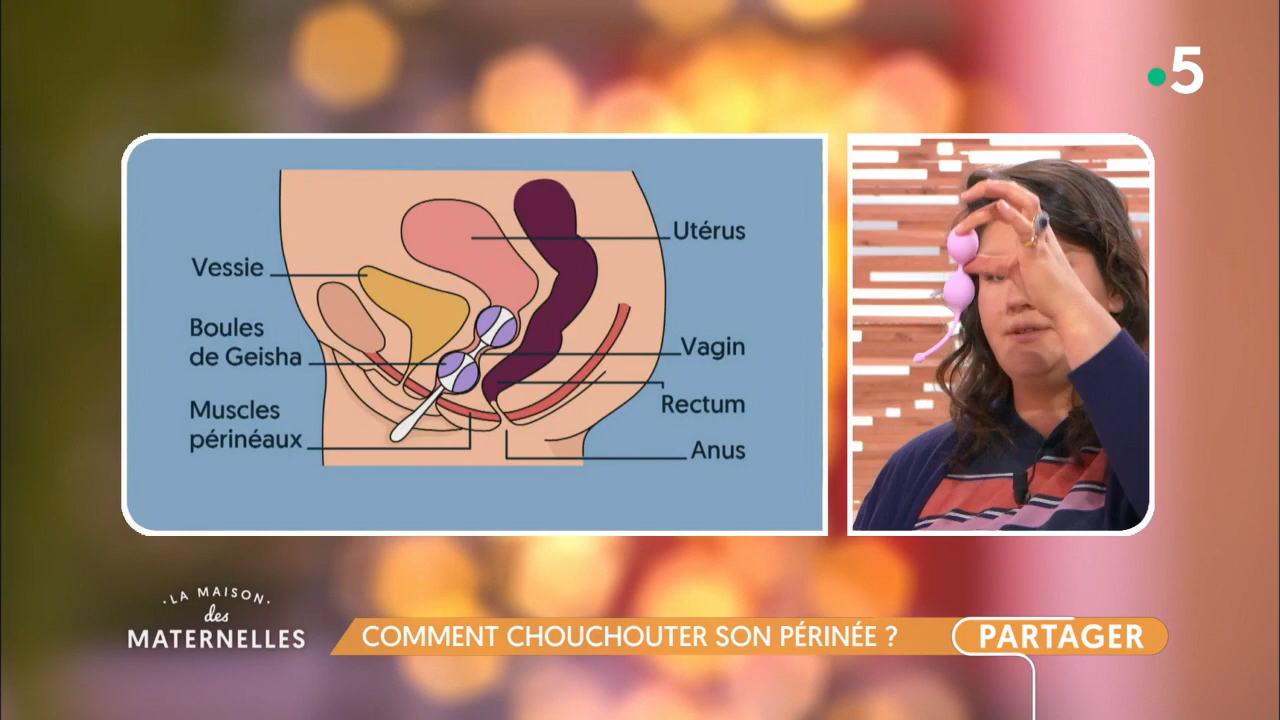 5
Utérus
Vessie
Boules
de Geisha
Vagin
Muscles
périnéaux
Rectum
Anus
·LA MAISON·
des
MATERNELLES
COMMENT CHOUCHOUTER SON PÉRINÉE ?
PARTAGER